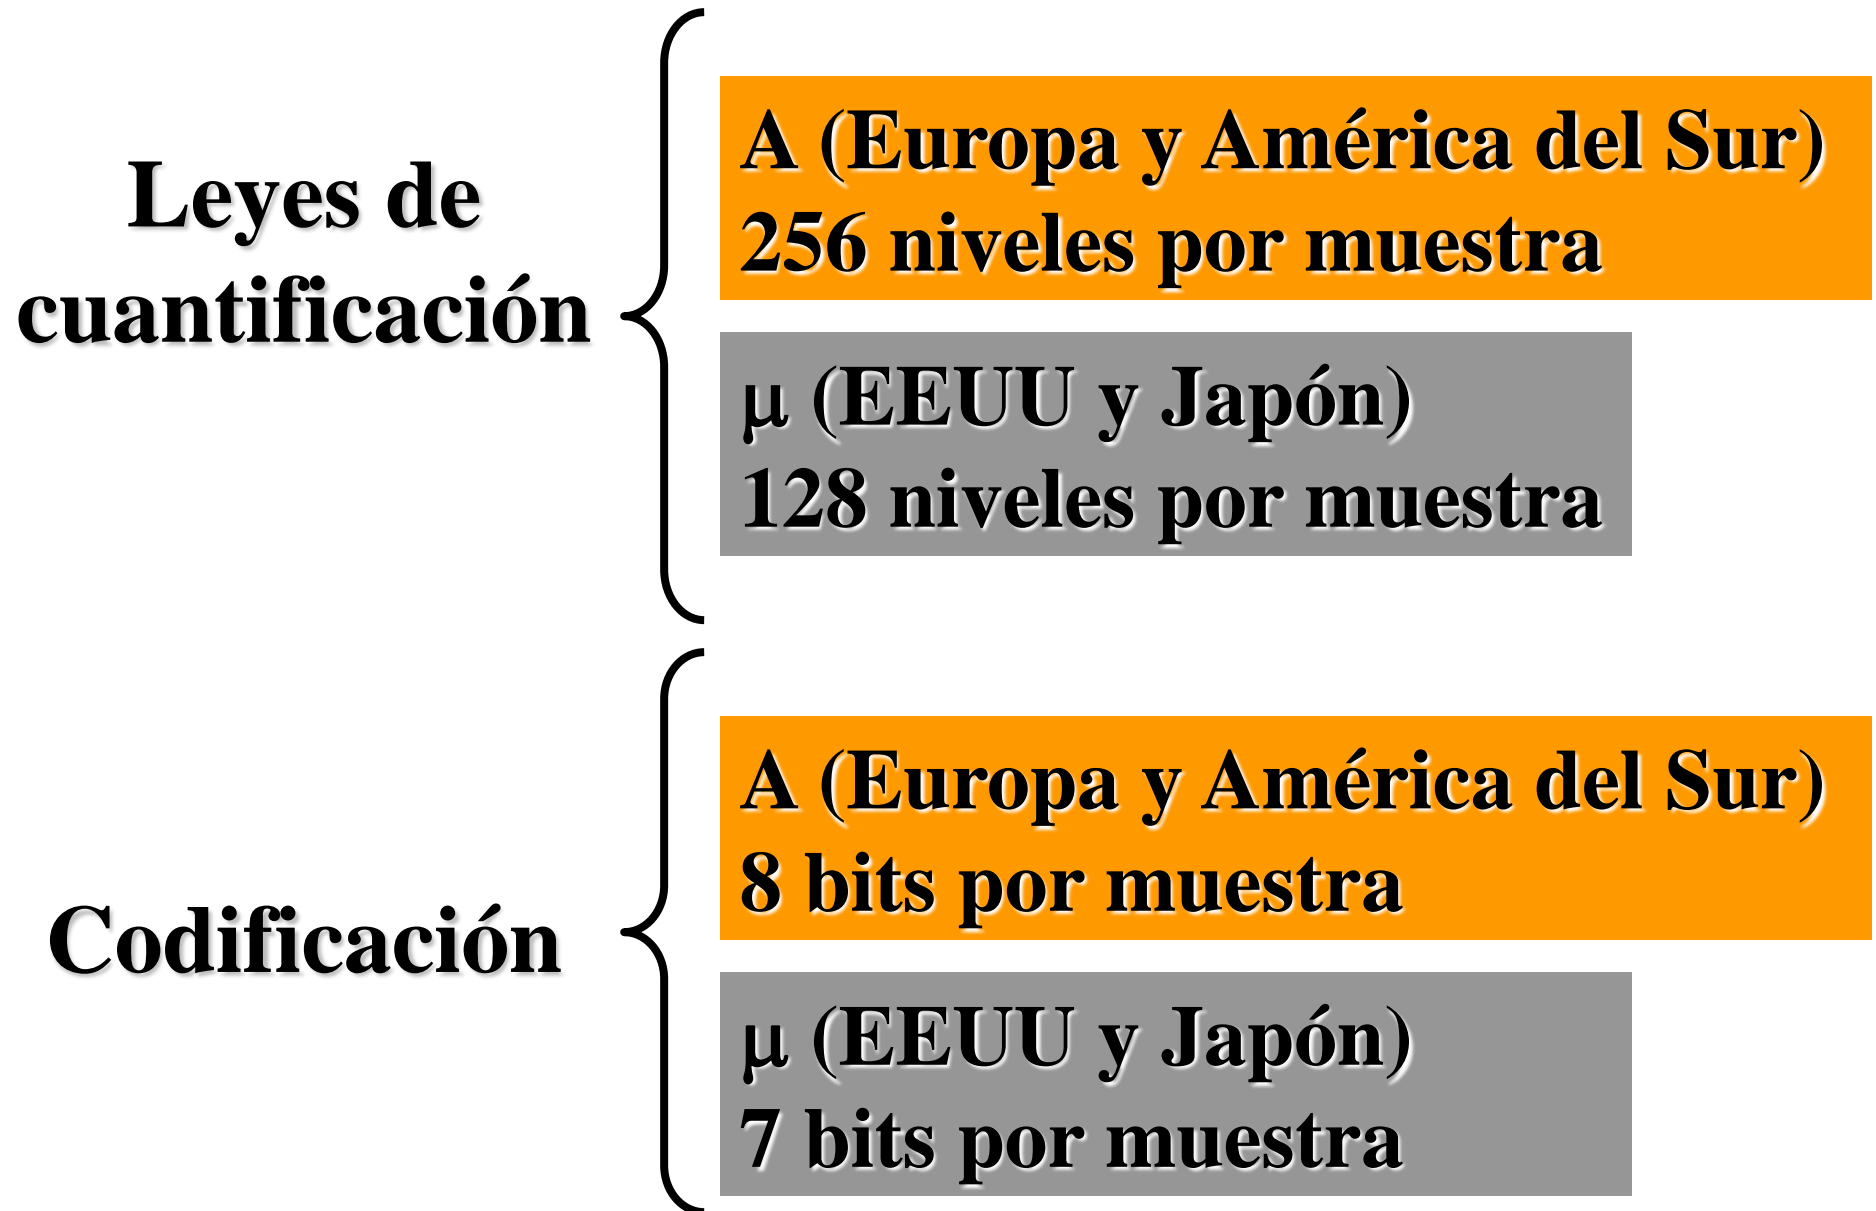 Leyes de
cuantificación
A (Europa y América del Sur)
256 niveles por muestra
μ (EEUU y Japón)
128 niveles por muestra
Codificación
A (Europa y América del Sur)
8 bits por muestra
μ (EEUU y Japón)
7 bits por muestra